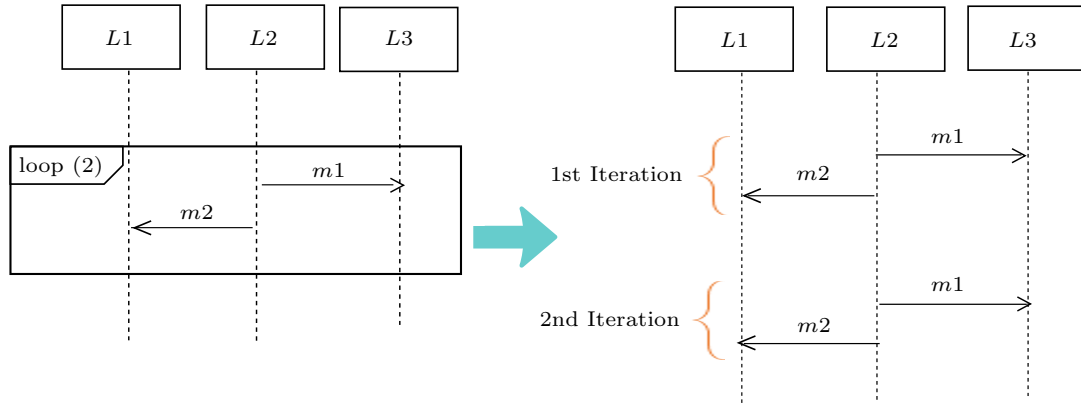 L1
L2
L3
loop (2)
m1
m2
L1
L2
L3
m1
1st Iteration
m2
m1
2nd Iteration
m2